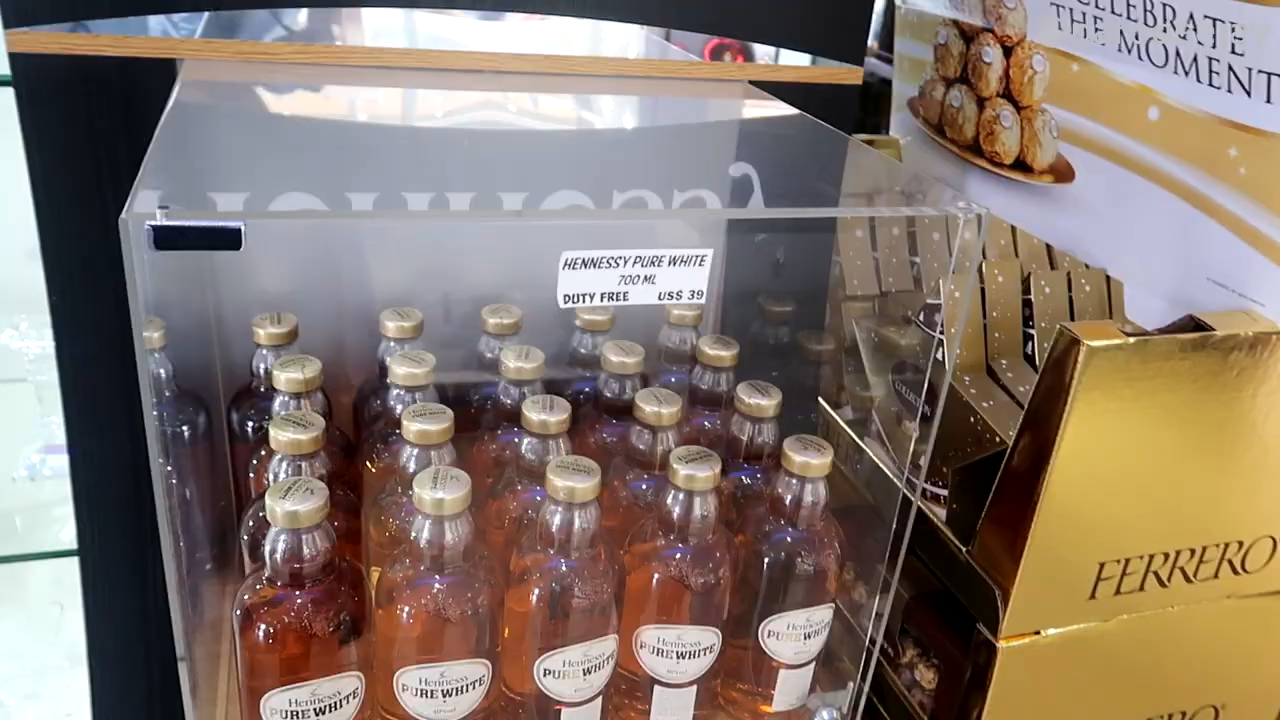 CELEBRATE
THE MOMENT
HENNESSY PURE WHITE
700 ML
DUTY FREE US$ 39
COLLECTION
FERRERO
Hennessy
PURE WHITE
Hennessy
PURE WHITE
Hennessy
PURE WHITE
Hennessy
PURE WHITE
Hennessy
PURE WHITE